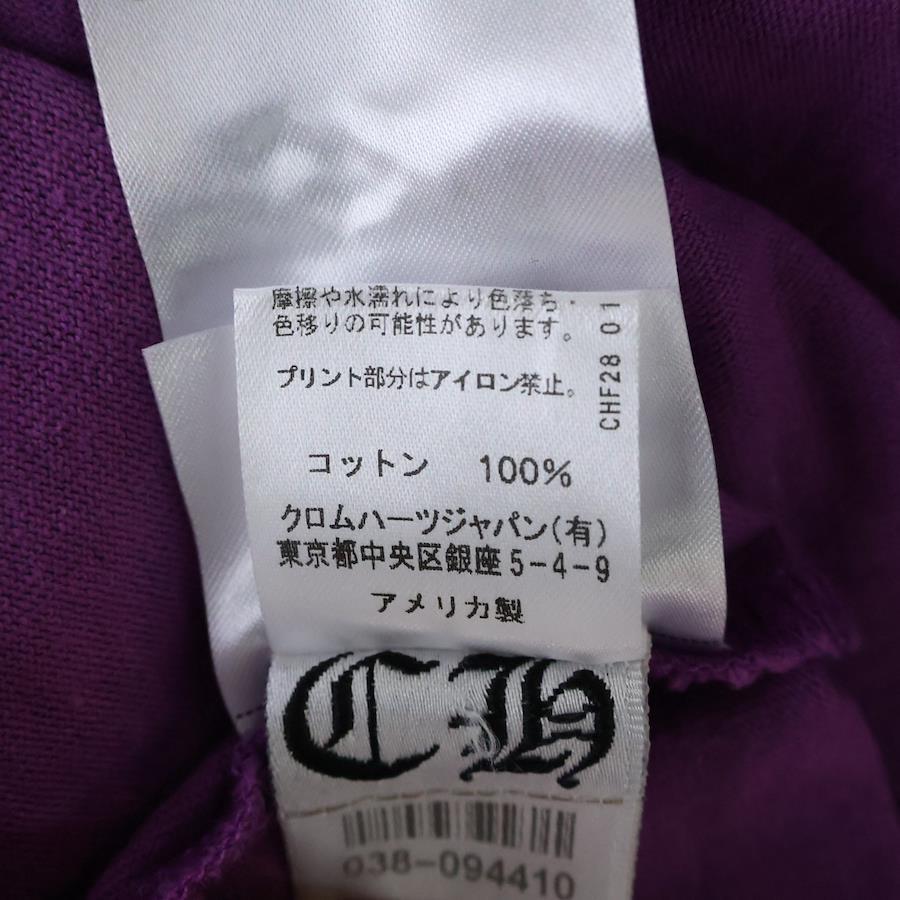 摩擦や水濡れにより色落ち・
色移りの可能性があります。
プリント部分はアイロン禁止。
CHF28 01
コットン 100%
クロムハーツジャパン(有)
東京都中央区銀座5-4-9
アメリカ製
CH
038-094410